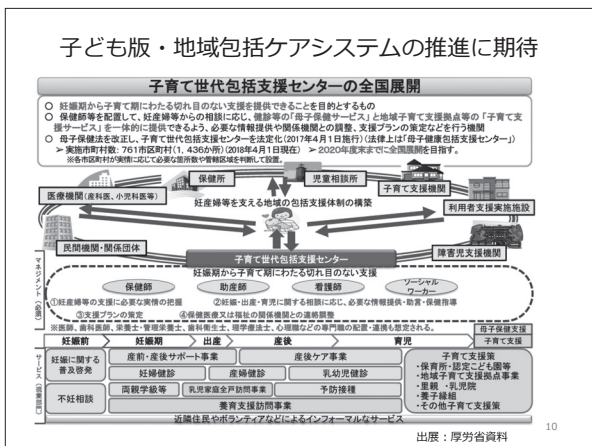 子ども版・地域包括ケアシステムの推進に期待
子育て世代包括支援センターの全国展開
○ 妊娠期から子育て期にわたる切れ目のない支援を提供できることを目的とするもの
○ 保健師等を配置して、妊産婦等からの相談に応じ、健診等の「母子保健サービス」と地域子育て支援拠点等の「子育て支
援サービス」を一体的に提供できるよう、必要な情報提供や関係機関との調整、支援プランの策定などを行う機関
○ 母子保健法を改正し、子育て世代包括支援センターを法定化(2017年4月1日施行)(法律上は「母子健康包括支援センター」)
➢ 実施市町村数:761市区町村(1,436か所)(2018年4月1日現在) ➢ 2020年度末までに全国展開を目指す。
※各市区町村が実情に応じて必要な箇所数や管轄区域を判断して設置。
保健所
児童相談所
医療機関(産科医、小児科医等)
子育て支援機関
妊産婦等を支える地域の包括支援体制の構築
利用者支援実施施設
民間機関・関係団体
子育て世代包括支援センター
障害児支援機関
妊娠期から子育て期にわたる切れ目のない支援
マネジメント(必須)
保健師
助産師
看護師
ソーシャル
ワーカー
①妊産婦等の支援に必要な実情の把握
②妊娠・出産・育児に関する相談に応じ、必要な情報提供・助言・保健指導
③支援プランの策定
④保健医療又は福祉の関係機関との連絡調整
※医師、歯科医師、栄養士・管理栄養士、歯科衛生士、理学療法士、心理職などの専門職の配置・連携も想定される。
母子保健支援
妊娠前
妊娠期
出産
産後
育児
子育て支援
サービス(現業部門)
妊娠に関する
普及啓発
産前・産後サポート事業
産後ケア事業
妊婦健診
産婦健診
乳幼児健診
不妊相談
両親学級等
乳児家庭全戸訪問事業
予防接種
養育支援訪問事業
子育て支援策
・保育所・認定こども園等
・地域子育て支援拠点事業
・里親・乳児院
・養子縁組
・その他子育て支援策
近隣住民やボランティアなどによるインフォーマルなサービス
10
出展:厚労省資料